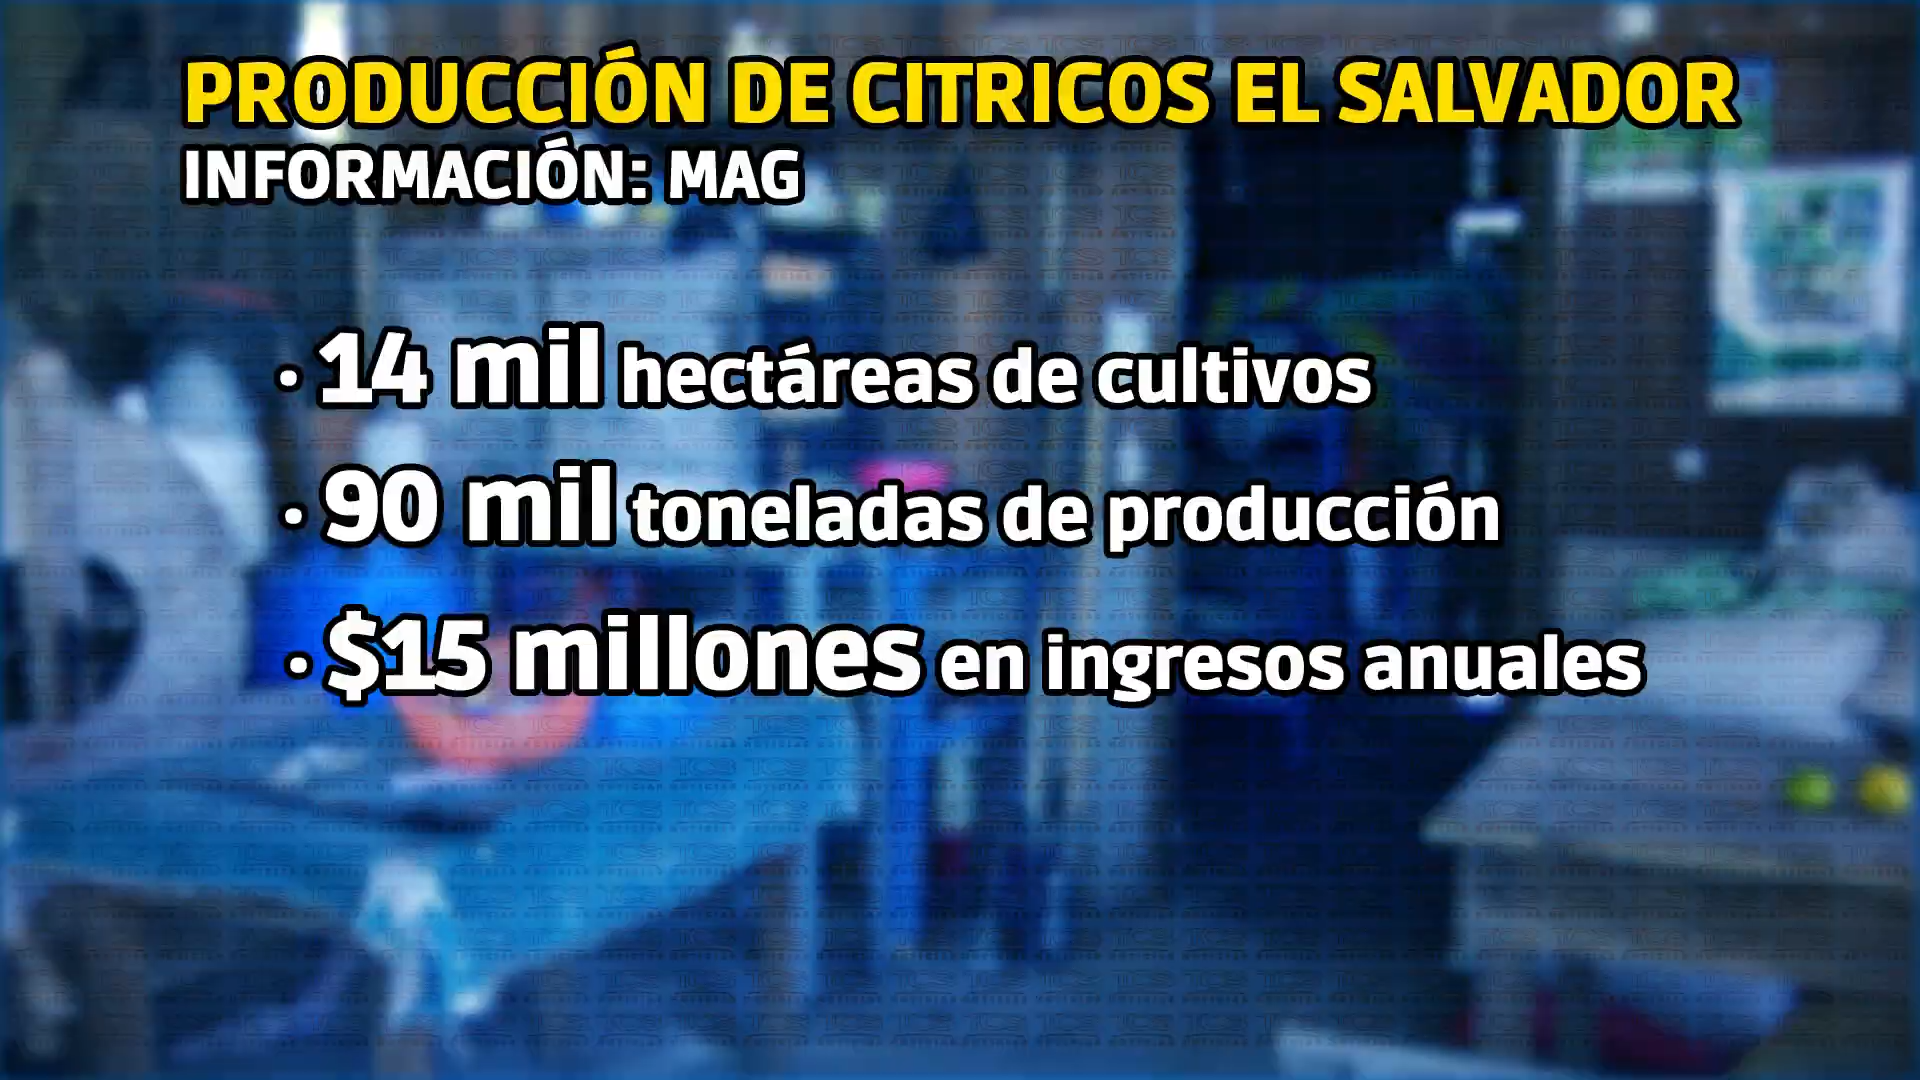 PRODUCCIÓN DE CITRICOS EL SALVADOR
INFORMACIÓN: MAG
· 14 mil hectáreas de cultivos
· 90 mil toneladas de producción
· $15 millones en ingresos anuales